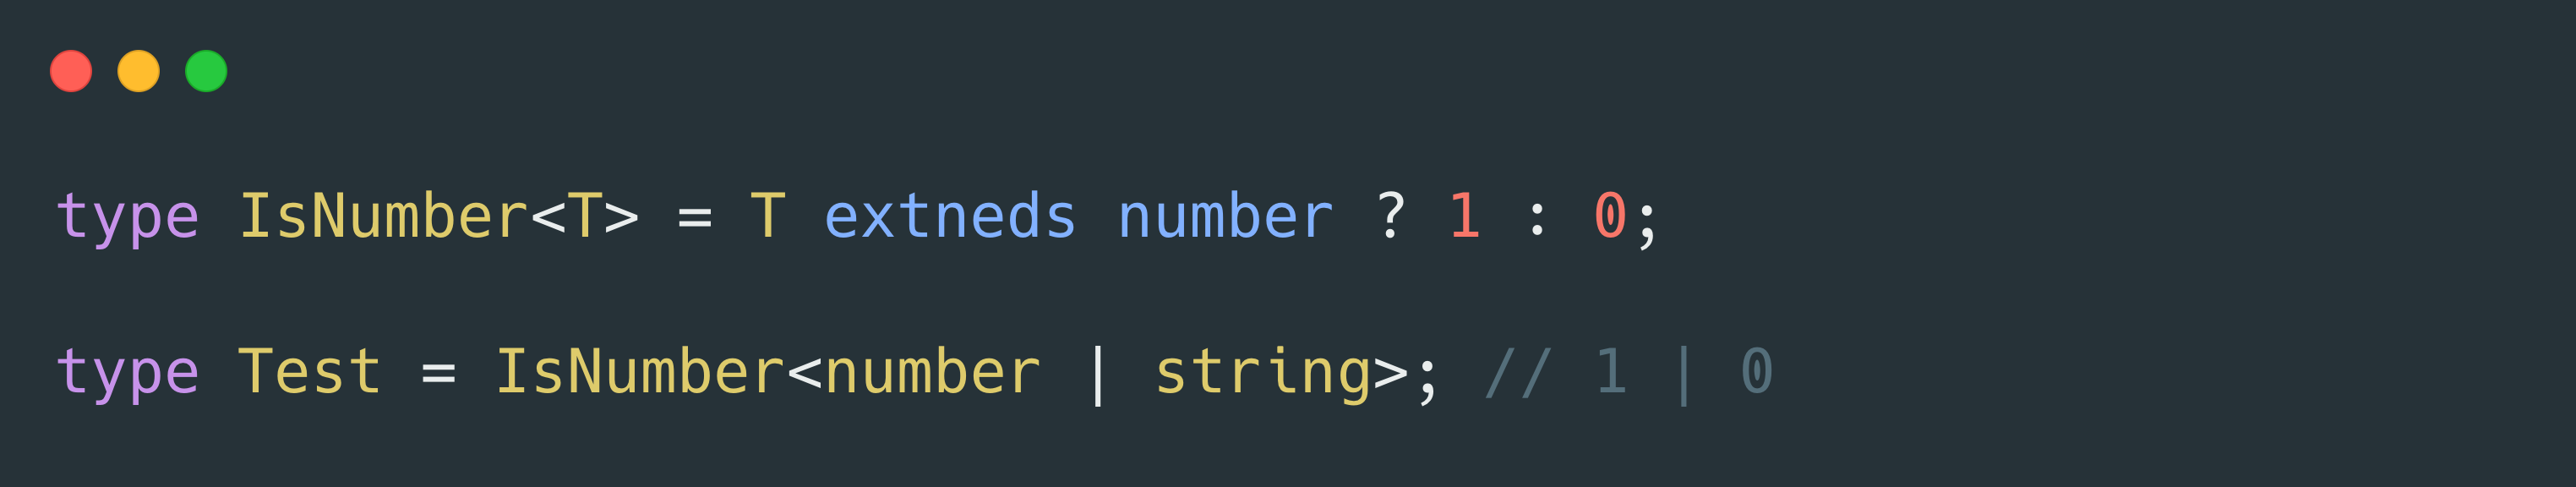 type IsNumber<T> = T extneds number ? 1 : 0;
type Test = IsNumber<number | string>; // 1 | 0